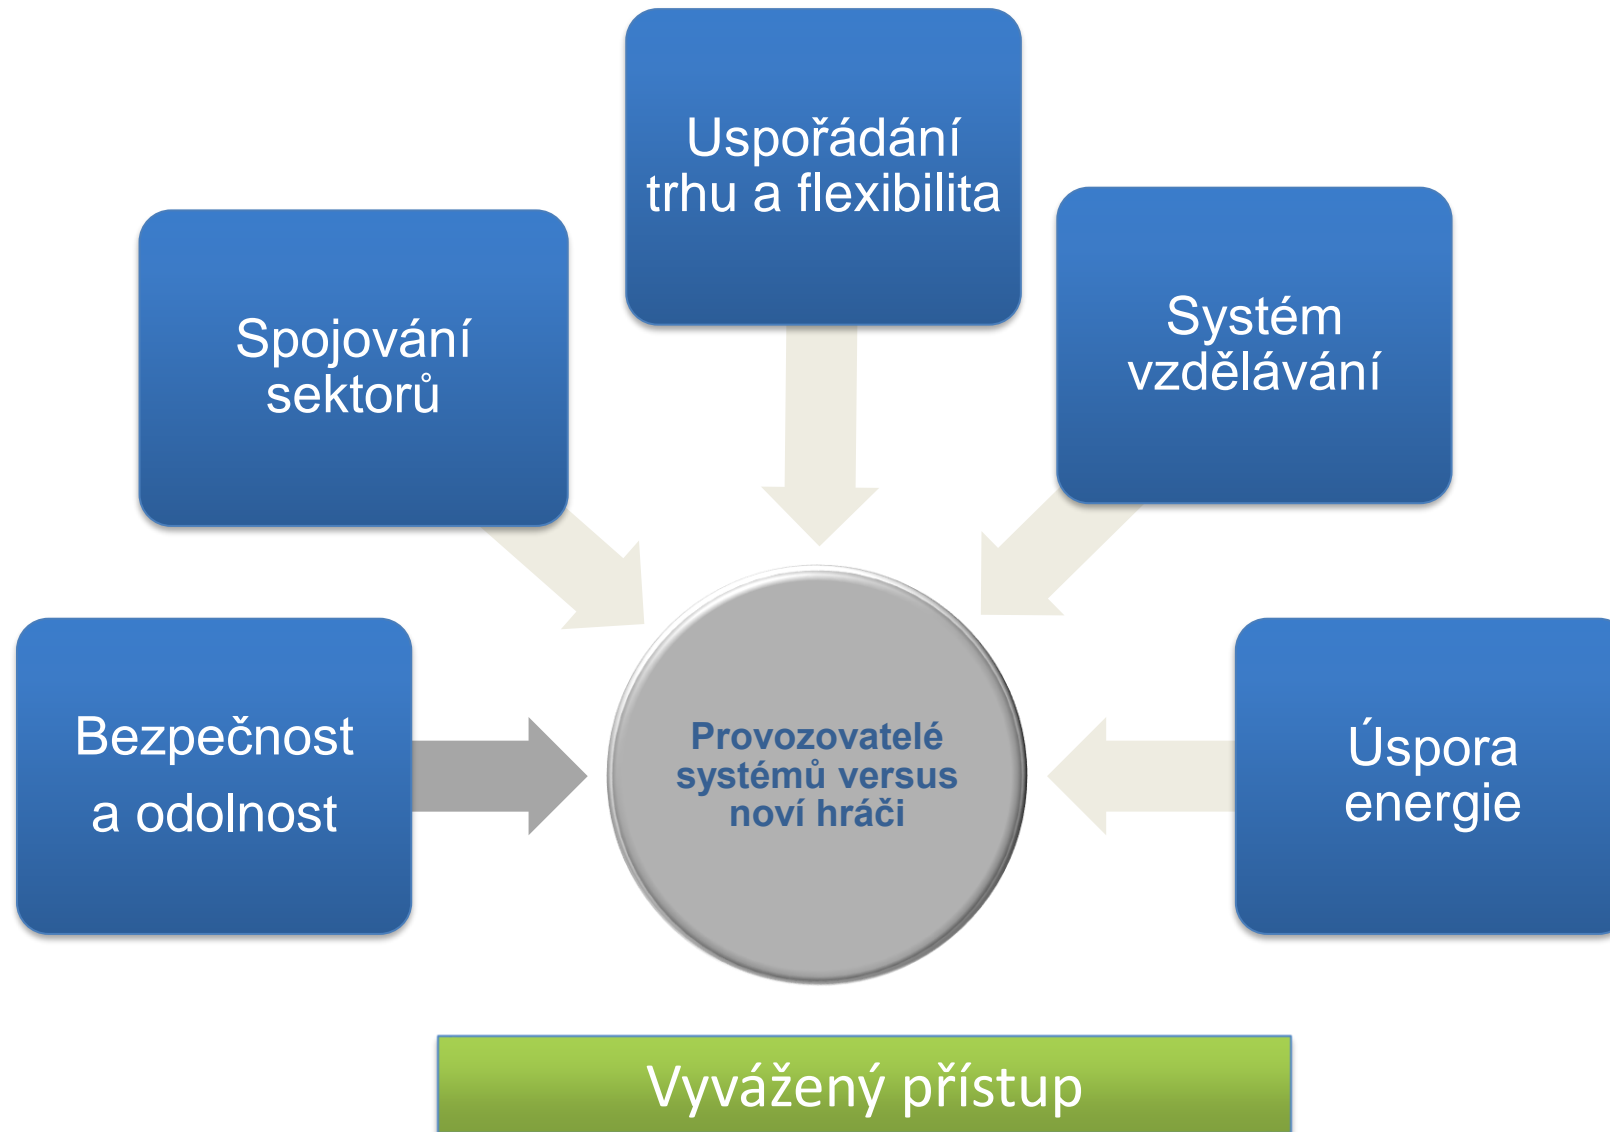 Uspořádání
trhu a flexibilita
Spojování
sektorů
Systém
vzdělávání
Bezpečnost
a odolnost
Provozovatelé
systémů versus
noví hráči
Úspora
energie
Vyvážený přístup